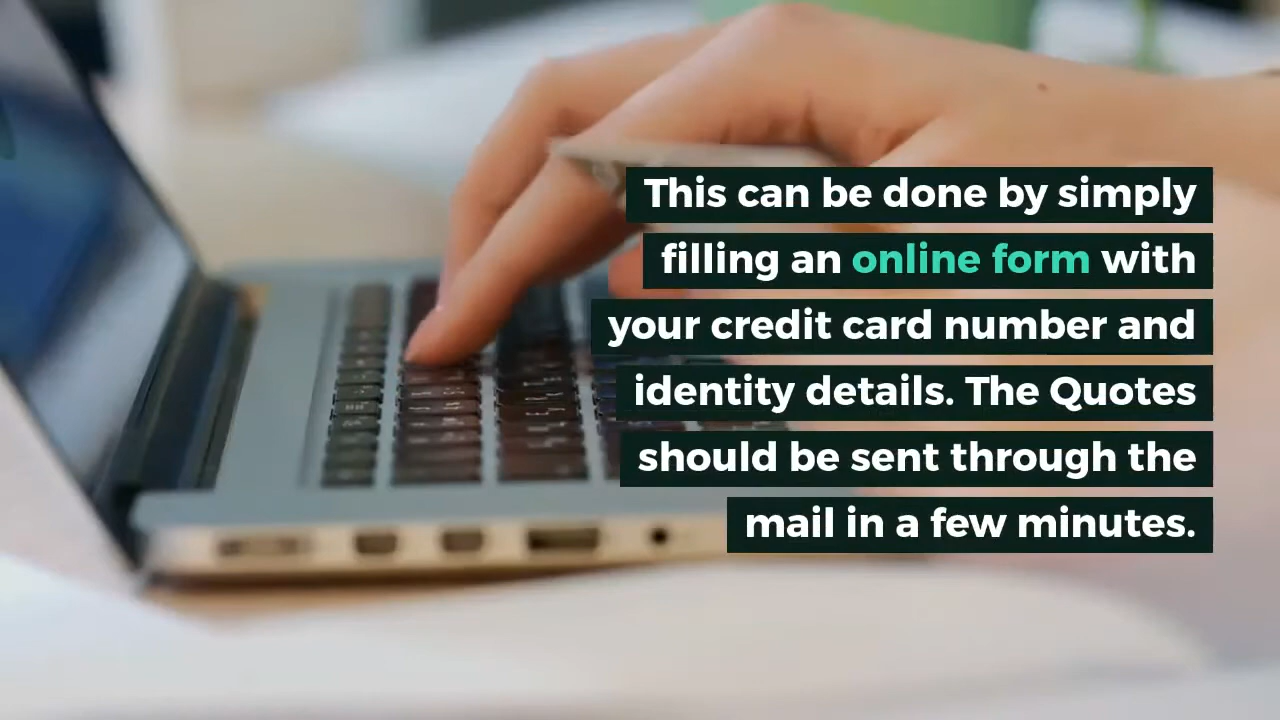 This can be done by simply
filling an online form with
your credit card number and
identity details. The Quotes
should be sent through the
mail in a few minutes.